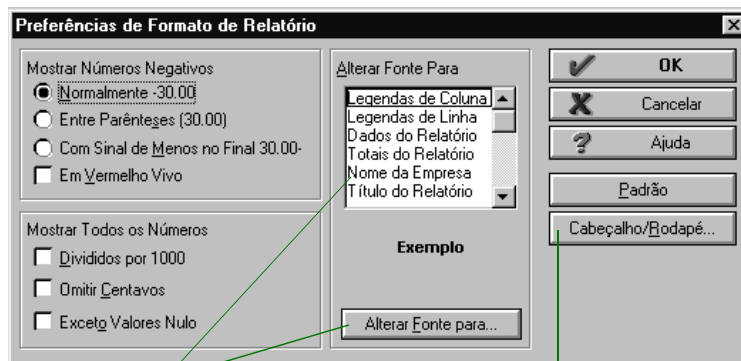 Preferências de Formato de Relatório
Mostrar Números Negativos
Normalmente -30.00
Entre Parênteses (30.00)
Com Sinal de Menos no Final 30.00-
Em Vermelho Vivo
Mostrar Todos os Números
Divididos por 1000
Omitir Centavos
Exceto Valores Nulo
Alterar Fonte Para
Legendas de Coluna
Legendas de Linha
Dados do Relatório
Totais do Relatório
Nome da Empresa
Título do Relatório
Exemplo
Alterar Fonte para...
OK
Cancelar
Ajuda
Padrão
Cabeçalho/Rodapé...